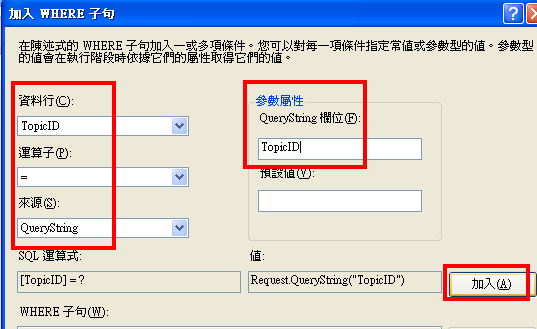 加入 WHERE 子句
在陳述式的 WHERE 子句加入一或多項條件。您可以對每一項條件指定常值或參數型的值。參數型
的值會在執行階段時依據它們的屬性取得它們的值。
資料行(C):
TopicID
運算子(P):
=
來源(S):
QueryString
參數屬性
QueryString 欄位(F):
TopicID
預設值(V):
SQL 運算式:
[TopicID] = ?
值:
Request.QueryString("TopicID")
加入(A)
WHERE 子句(W):